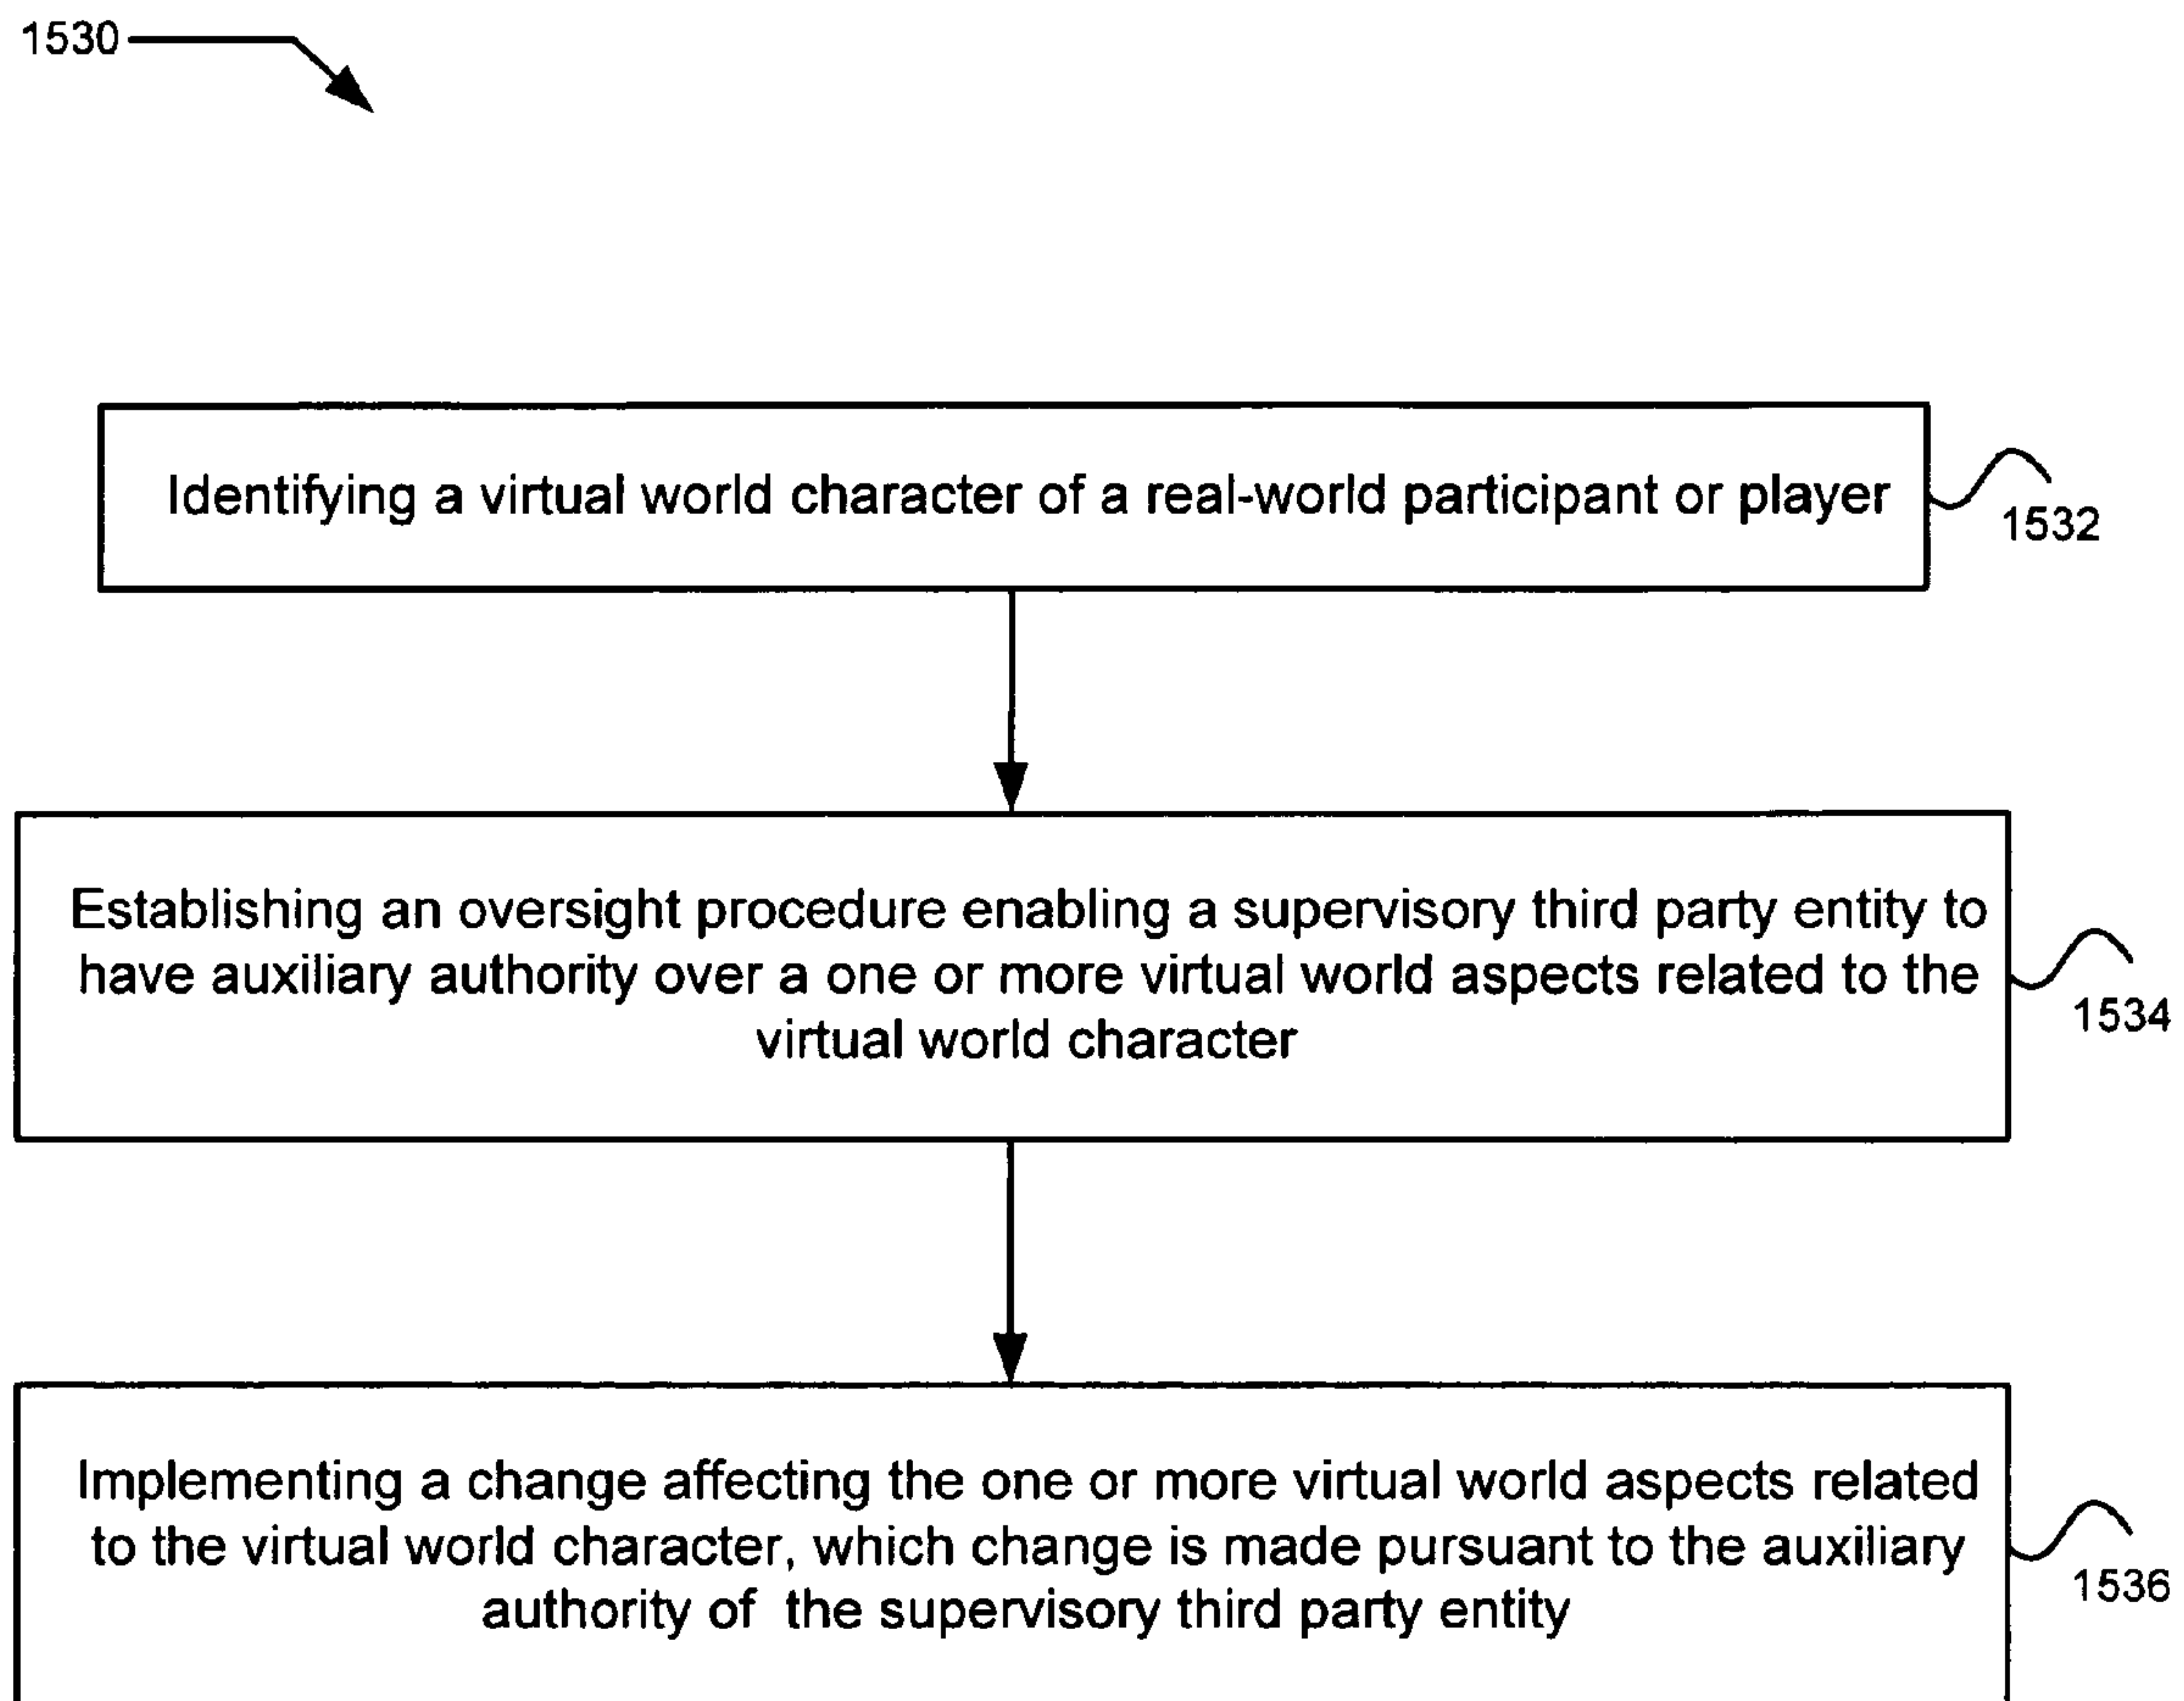 1530
Identifying a virtual world character of a real-world participant or player
1532
Establishing an oversight procedure enabling a supervisory third party entity to
have auxiliary authority over a one or more virtual world aspects related to the
virtual world character
1534
Implementing a change affecting the one or more virtual world aspects related
to the virtual world character, which change is made pursuant to the auxiliary
authority of the supervisory third party entity
1536